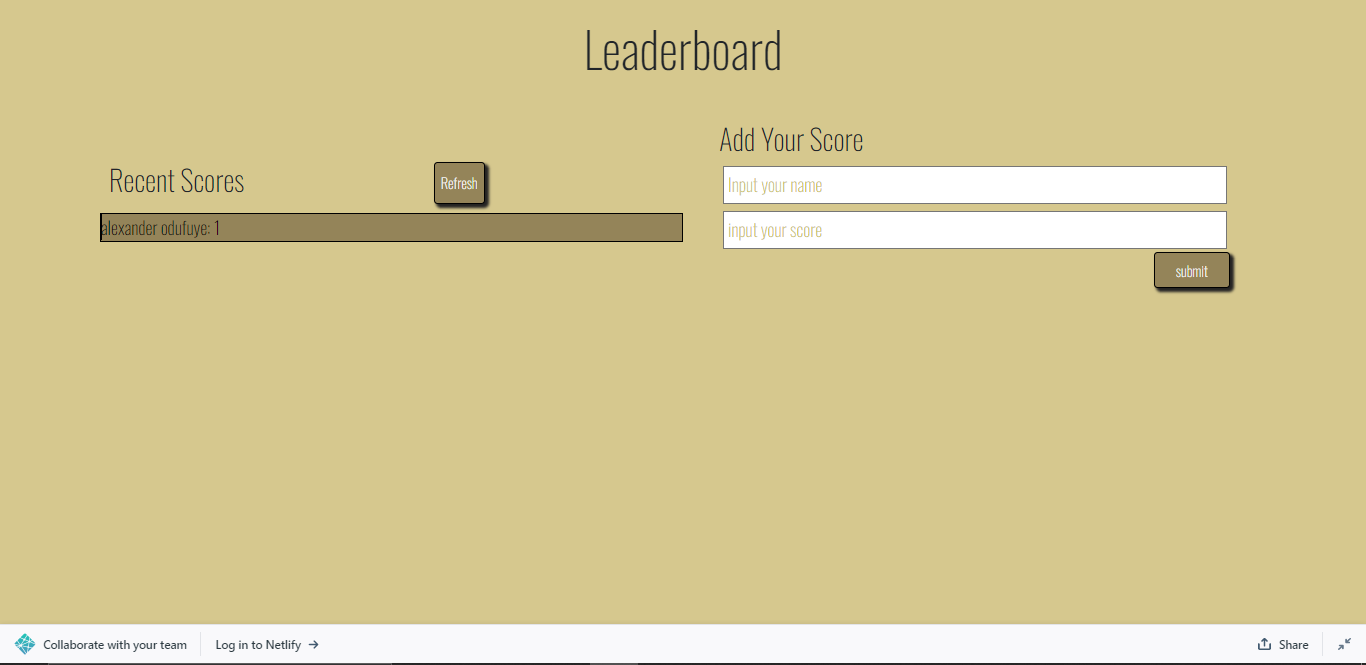 Leaderboard
Recent Scores
Refresh
alexander odufuye: 1
Add Your Score
Input your name
input your score
submit
Collaborate with your team
Log in to Netlify →
Share